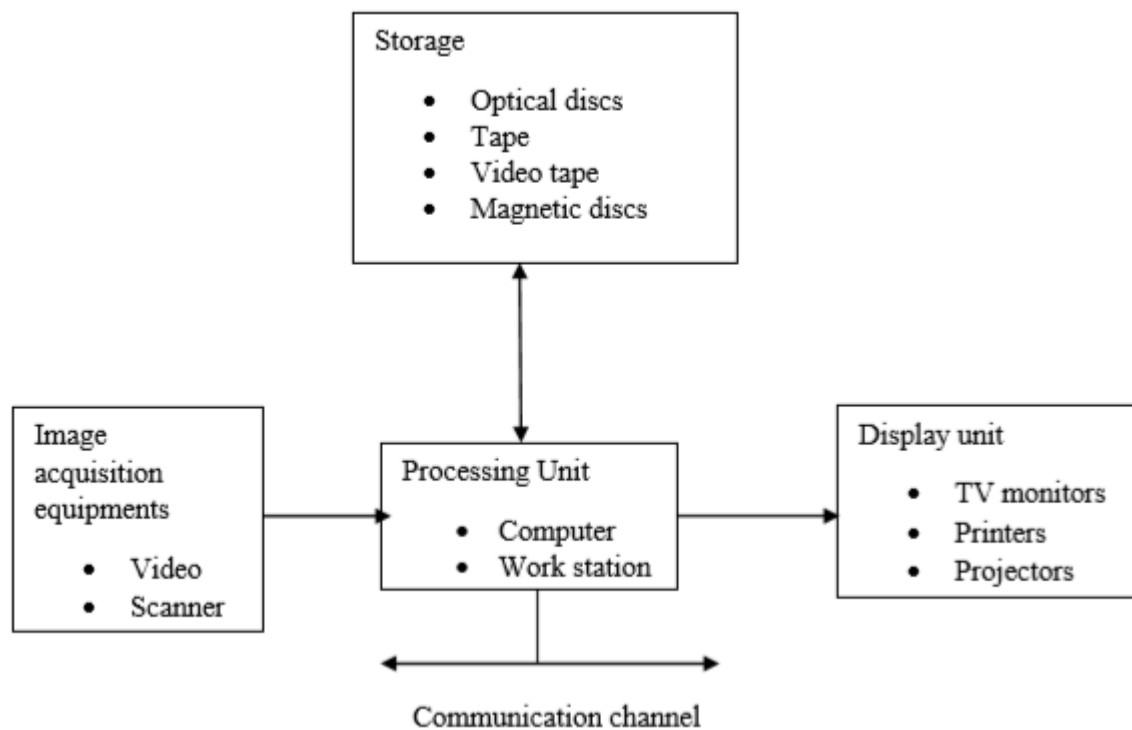 Storage
• Optical discs
• Tape
• Video tape
• Magnetic discs
Image
acquisition
equipments
• Video
• Scanner
Processing Unit
• Computer
• Work station
Display unit
• TV monitors
• Printers
• Projectors
Communication channel